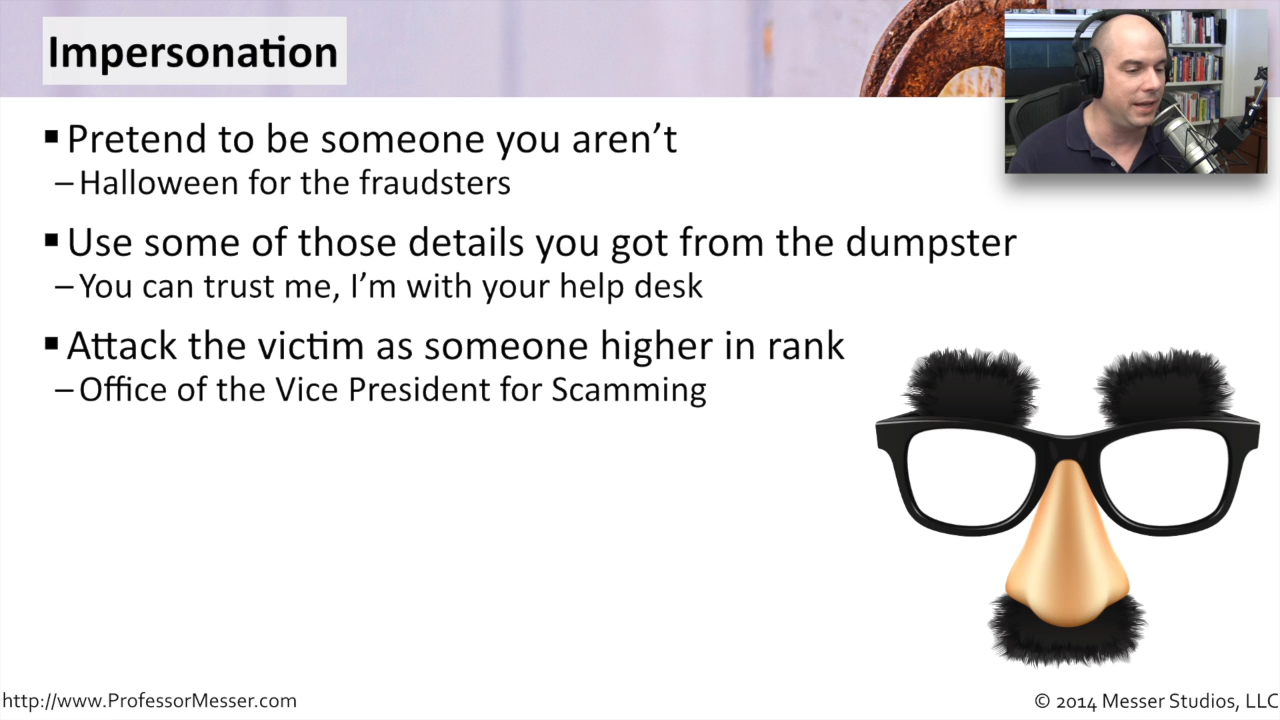 Impersonation
▪ Pretend to be someone you aren’t
– Halloween for the fraudsters
▪ Use some of those details you got from the dumpster
– You can trust me, I’m with your help desk
▪ Attack the victim as someone higher in rank
– Office of the Vice President for Scamming
http://www.ProfessorMesser.com
© 2014 Messer Studios, LLC